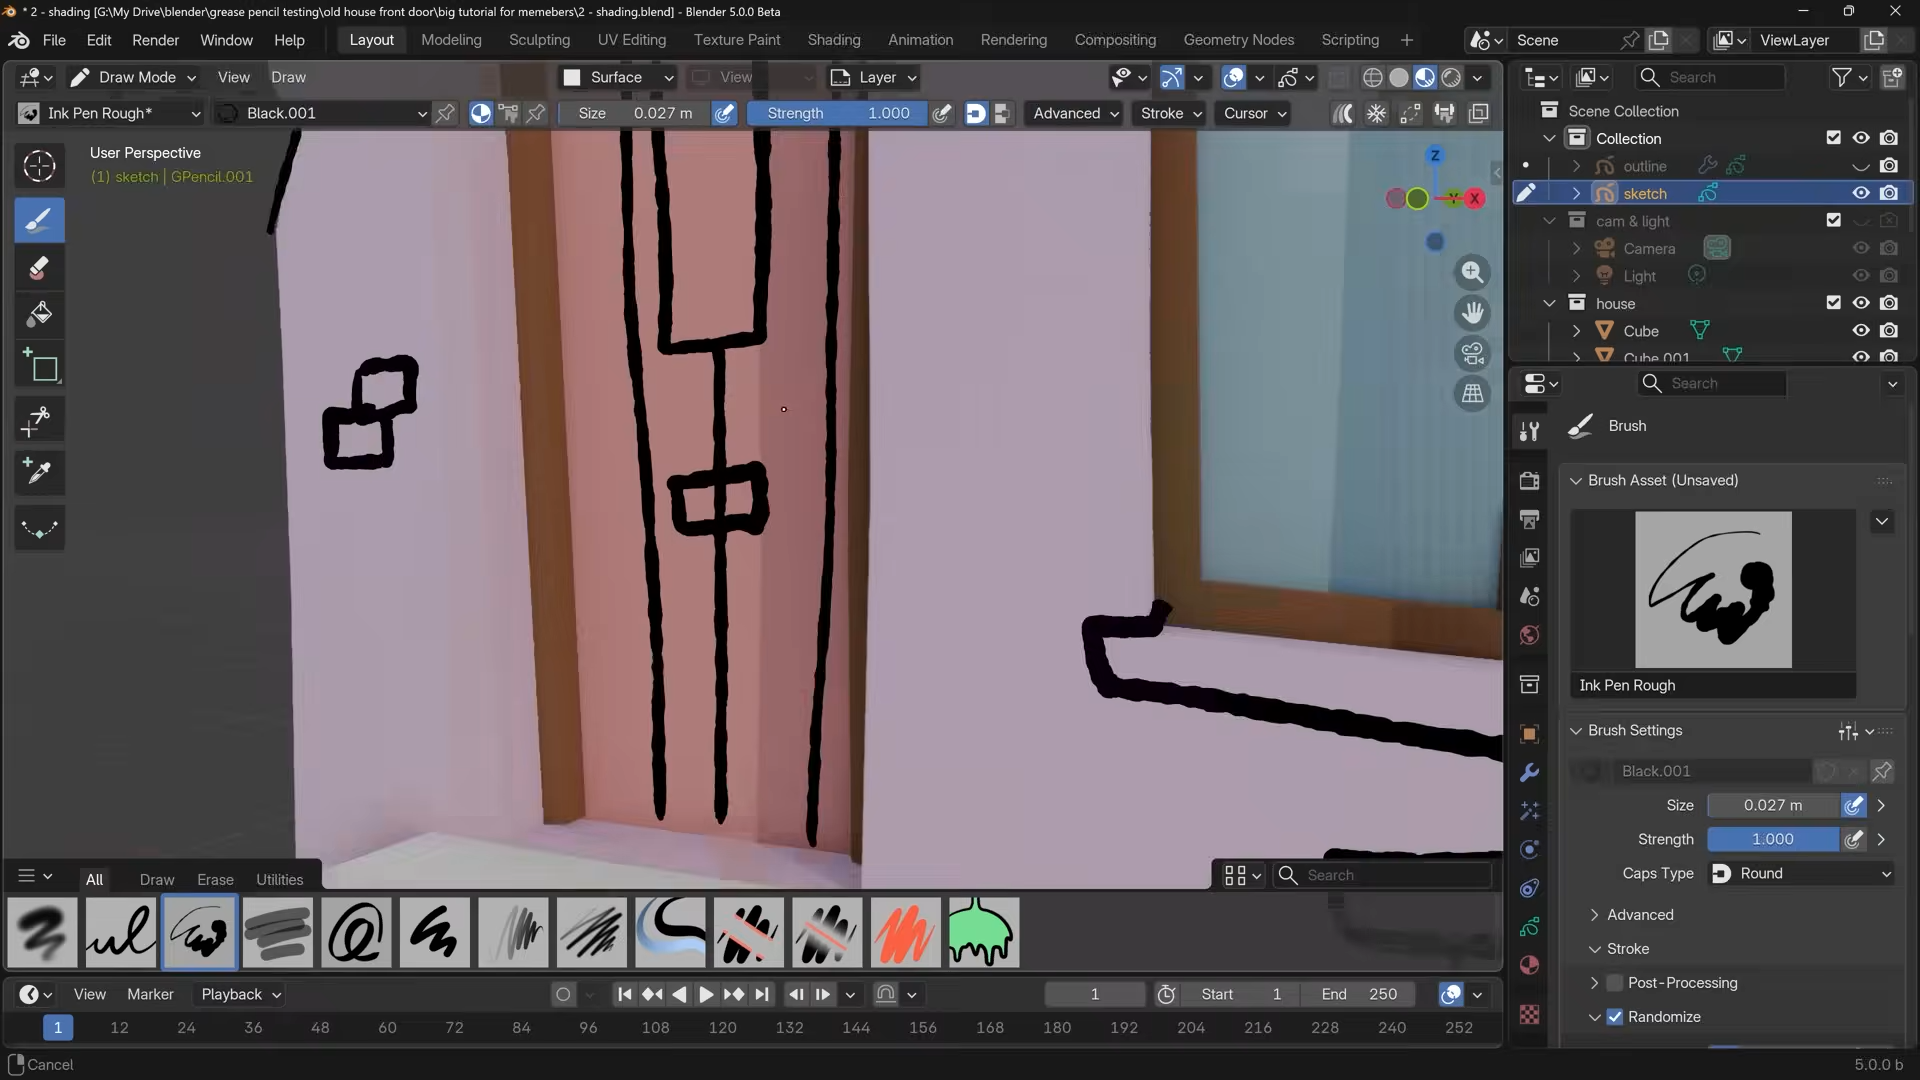 * 2 - shading [G:\My Drive\blender\grease pencil testing\old house front door\big tutorial for memebers\2 - shading.blend] - Blender 5.0.0 Beta
File Edit Render Window Help
Layout Modeling Sculpting UV Editing Texture Paint Shading Animation Rendering Compositing Geometry Nodes Scripting
Scene ViewLayer
Draw Mode View Draw
Surface View Layer
Search
Ink Pen Rough* Black.001
Size 0.027 m Strength 1.000
Advanced Stroke Cursor
User Perspective
(1) sketch | GPencil.001
Z
Y
X
Scene Collection
Collection
outline
sketch
cam & light
Camera
Light
house
Cube
Cube.001
Search
Brush
Brush Asset (Unsaved)
Ink Pen Rough
Brush Settings
Black.001
Size 0.027 m
Strength 1.000
Caps Type Round
Advanced
Stroke
Post-Processing
Randomize
All Draw Erase Utilities
Search
View Marker Playback
1 Start 1 End 250
1 12 24 36 48 60 72 84 96 108 120 132 144 156 168 180 192 204 216 228 240 252
Cancel 5.0.0 b